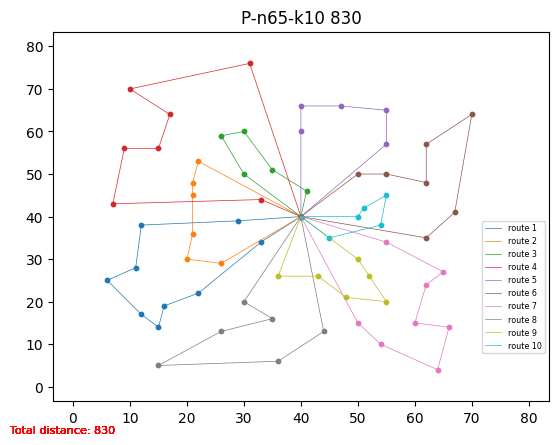 P-n65-k10 830
80
70
60
50
40
30
20
10
0
0 10 20 30 40 50 60 70 80
route 1
route 2
route 3
route 4
route 5
route 6
route 7
route 8
route 9
route 10
Total distance: 830